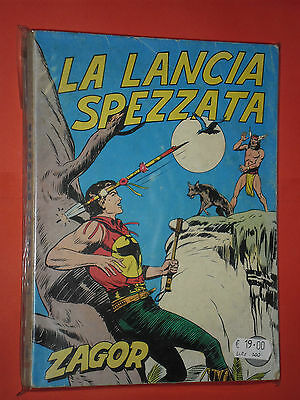 LA LANCIA
SPEZZATA
ZAGOR
€ 19.00